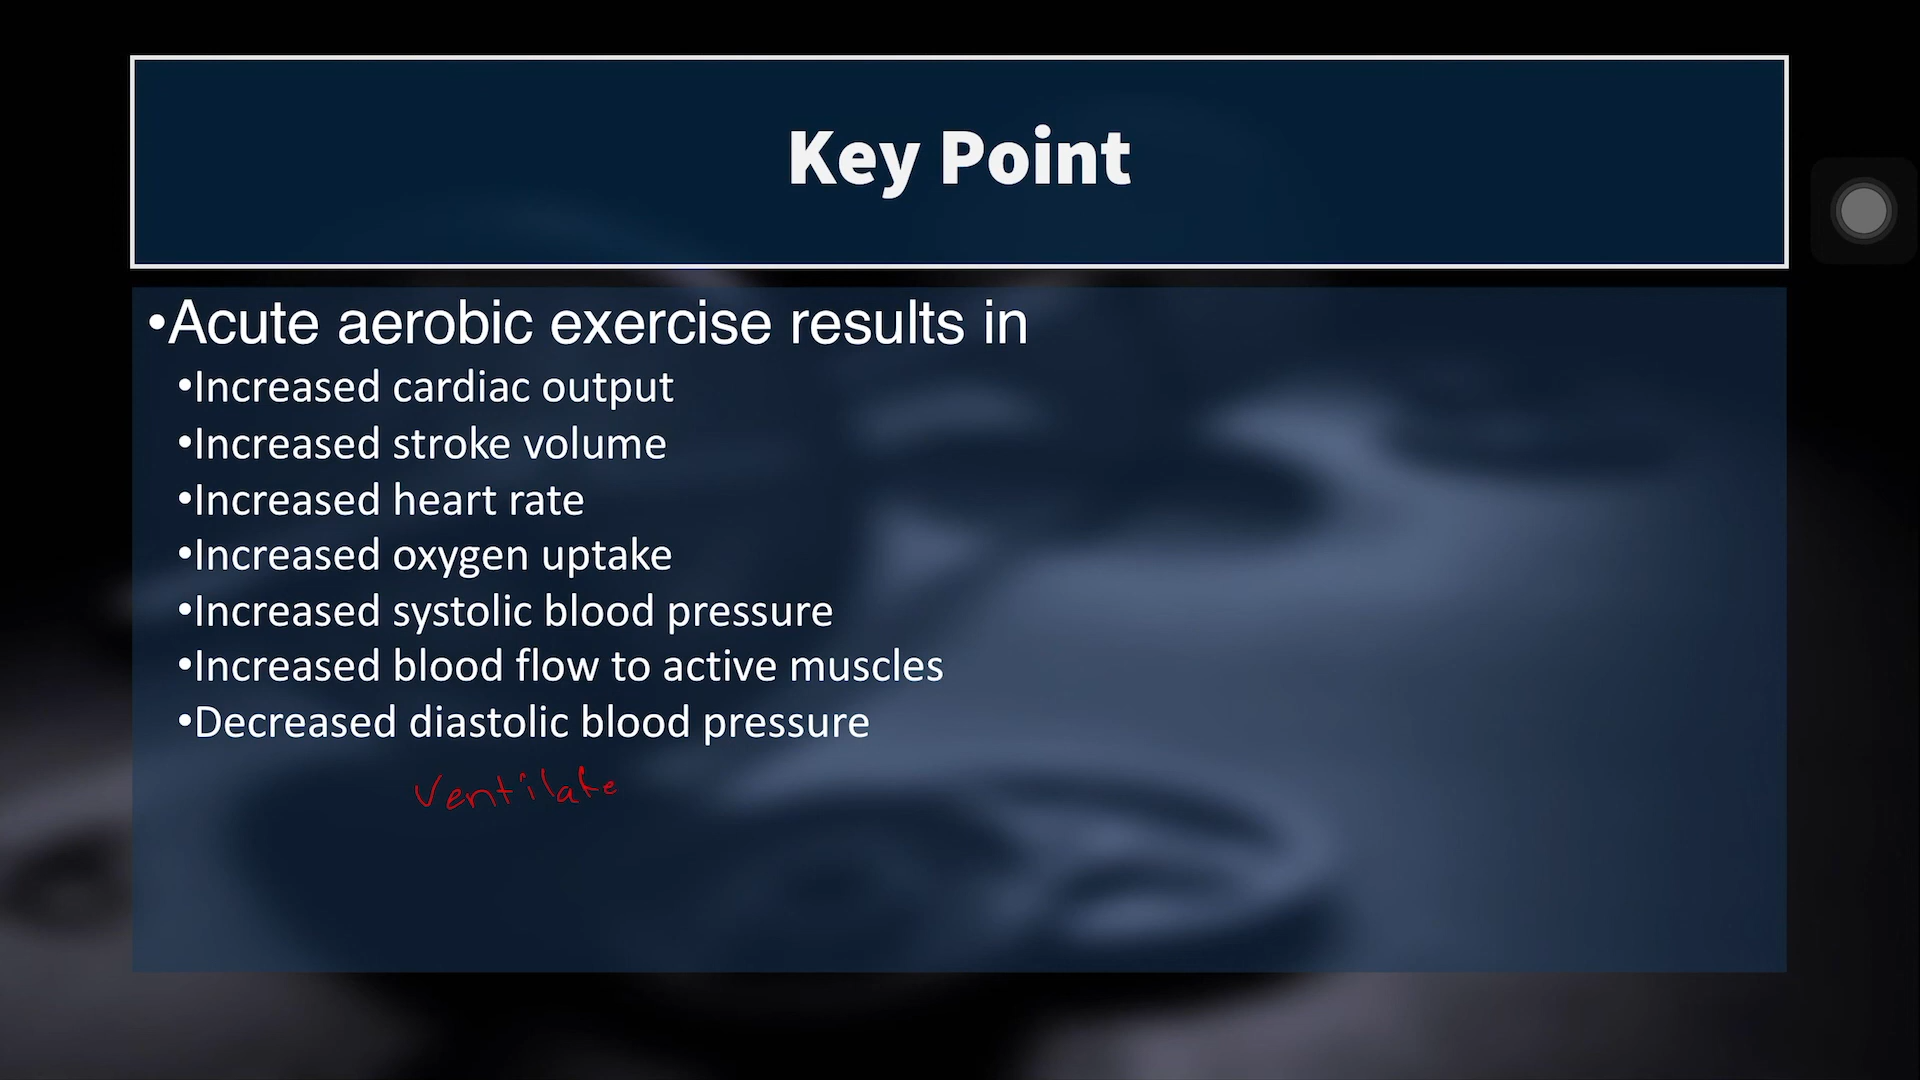 Key Point
•Acute aerobic exercise results in
•Increased cardiac output
•Increased stroke volume
•Increased heart rate
•Increased oxygen uptake
•Increased systolic blood pressure
•Increased blood flow to active muscles
•Decreased diastolic blood pressure
Ventilate